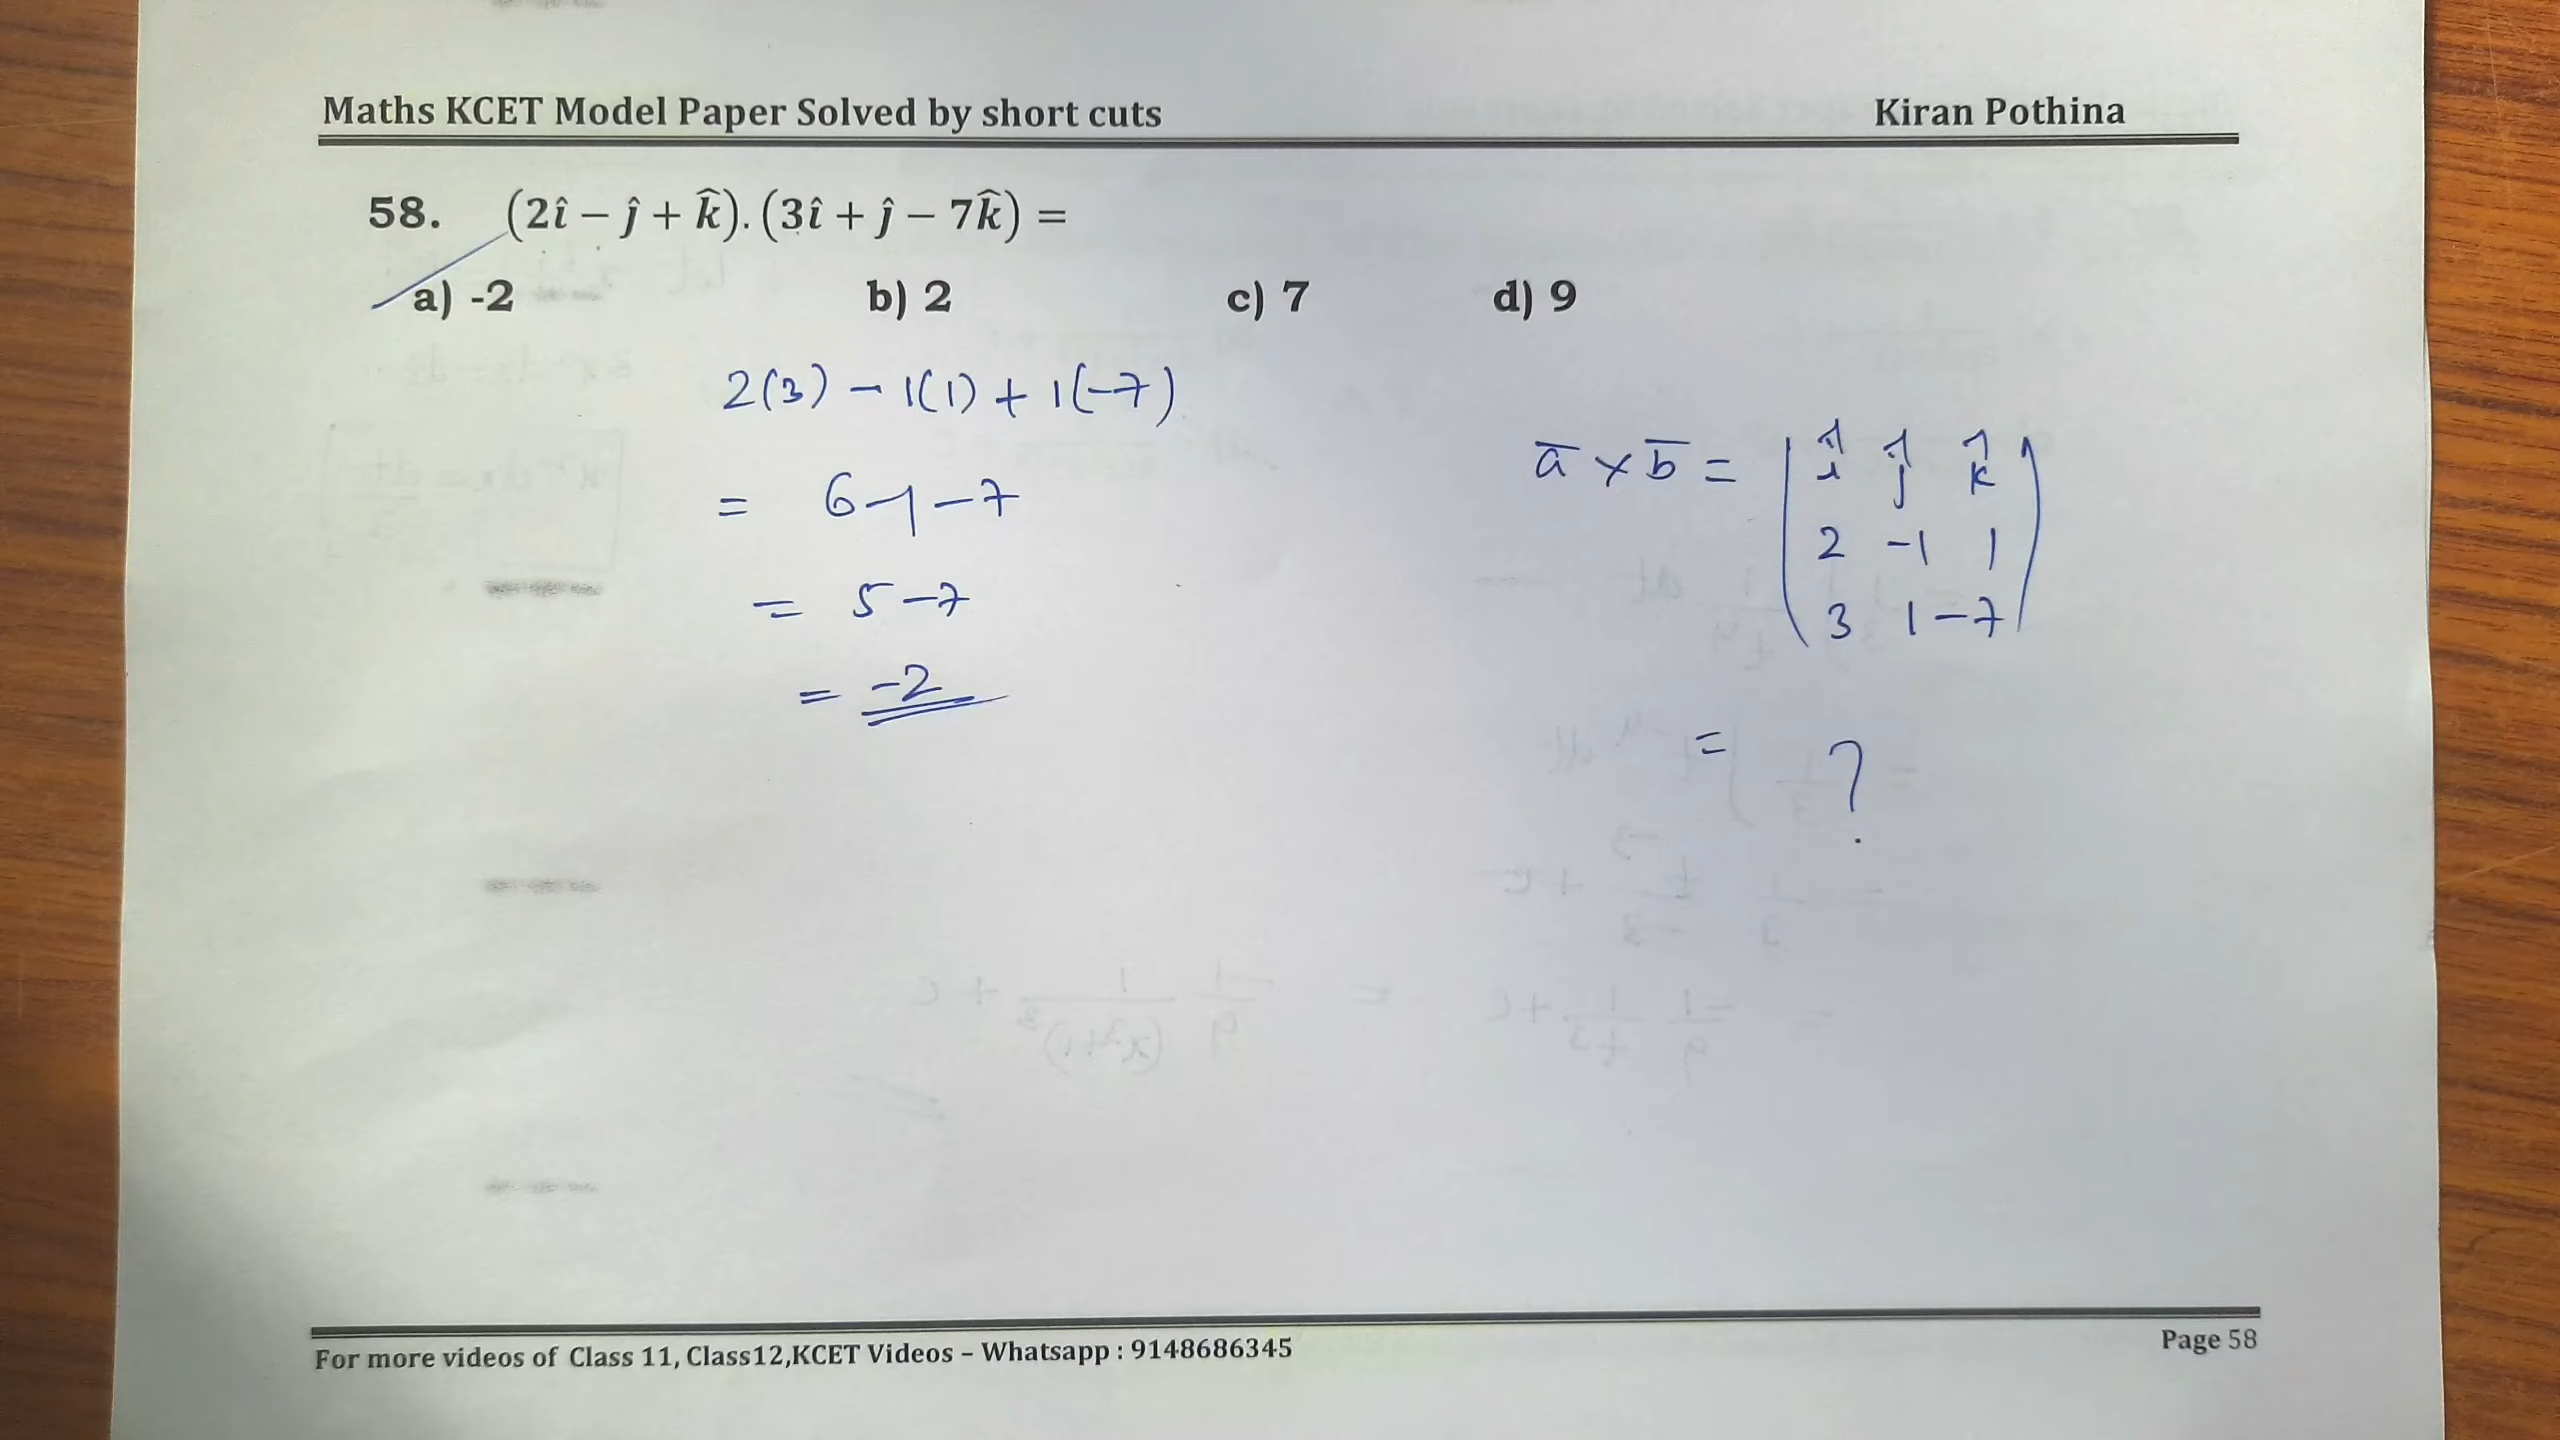 Maths KCET Model Paper Solved by short cuts Kiran Pothina
58. (2î − ĵ + k̂). (3î + ĵ − 7k̂) =
a) -2 b) 2 c) 7 d) 9
2(3) − 1(1) + 1(−7)
= 6−1−7
= 5−7
= −2
a̅ × b̅ = | î ĵ k̂
2 −1 1
3 1 −7 |
= ?
For more videos of Class 11, Class12,KCET Videos – Whatsapp : 9148686345
Page 58